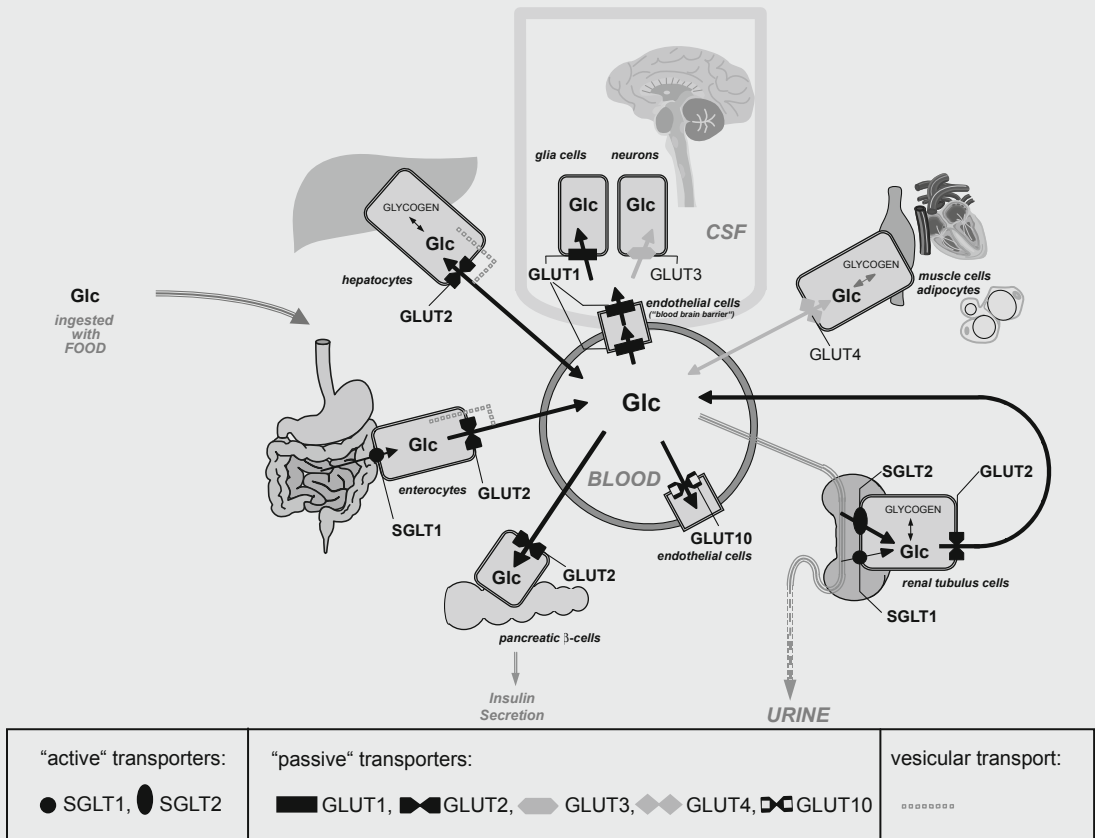 glia cells
neurons
Glc
Glc
CSF
GLUT1
GLUT3
endothelial cells
("blood brain barrier“)
GLYCOGEN
Glc
hepatocytes
GLUT2
GLYCOGEN
Glc
muscle cells
adipocytes
GLUT4
Glc
ingested
with
FOOD
Glc
enterocytes
GLUT2
SGLT1
Glc
BLOOD
GLUT10
endothelial cells
SGLT2
GLUT2
GLYCOGEN
Glc
renal tubulus cells
SGLT1
Glc
GLUT2
pancreatic β-cells
Insulin
Secretion
URINE
“active“ transporters:
SGLT1, SGLT2
“passive“ transporters:
GLUT1, GLUT2, GLUT3, GLUT4, GLUT10
vesicular transport: